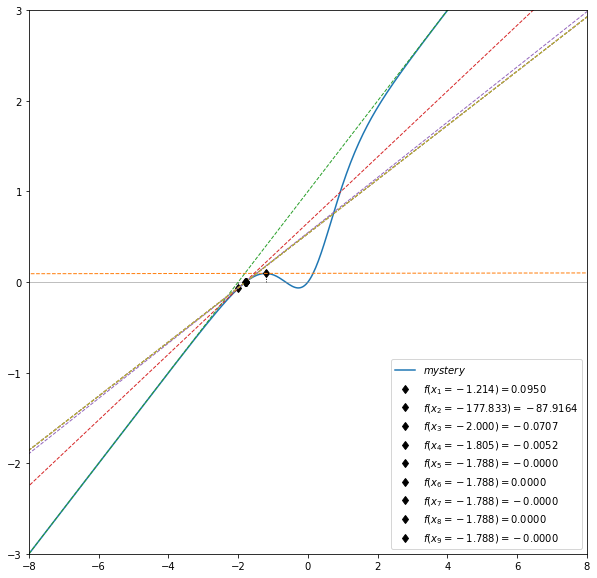 3
2
1
0
−1
−2
−3
−8
−6
−4
−2
0
2
4
6
8
mystery
f(x₁ = −1.214) = 0.0950
f(x₂ = −177.833) = −87.9164
f(x₃ = −2.000) = −0.0707
f(x₄ = −1.805) = −0.0052
f(x₅ = −1.788) = −0.0000
f(x₆ = −1.788) = 0.0000
f(x₇ = −1.788) = −0.0000
f(x₈ = −1.788) = 0.0000
f(x₉ = −1.788) = −0.0000